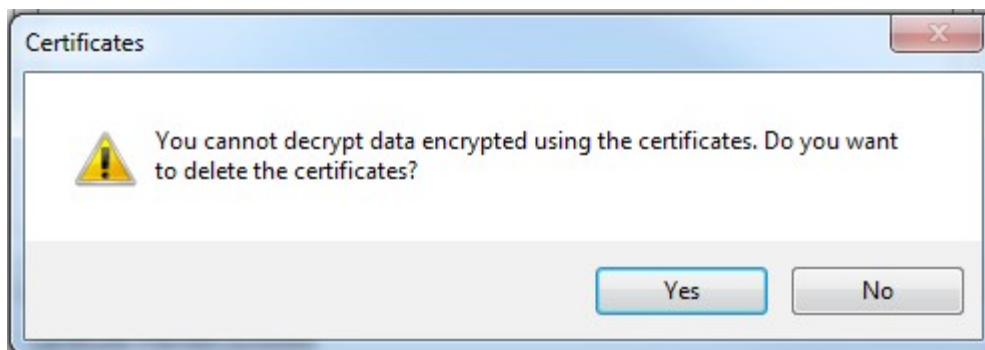 Certificates
You cannot decrypt data encrypted using the certificates. Do you want
to delete the certificates?
Yes No